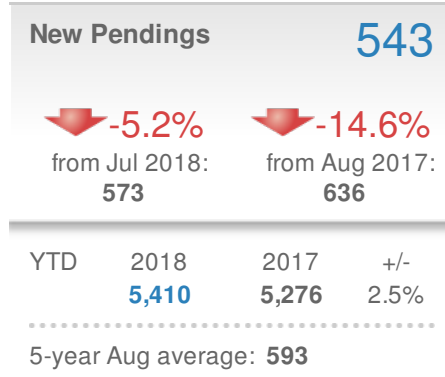 New Pendings 543
-5.2% -14.6%
from Jul 2018: from Aug 2017:
573 636
YTD 2018 2017 +/-
5,410 5,276 2.5%
5-year Aug average: 593